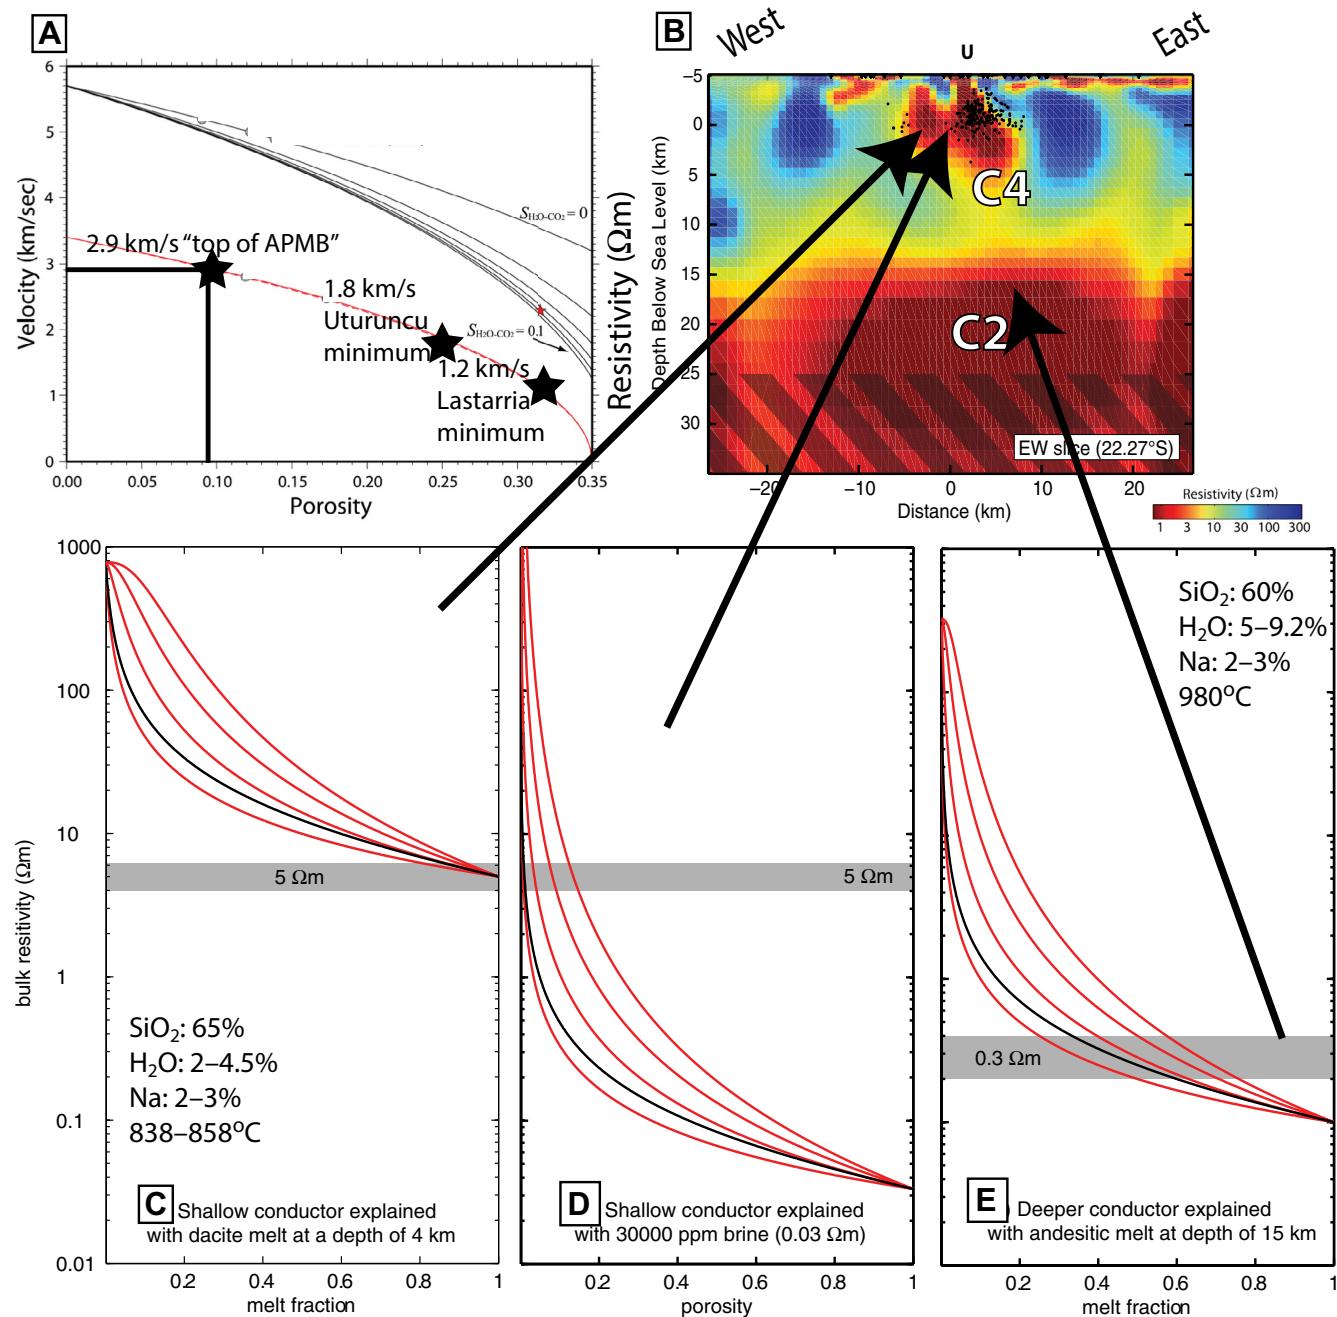 A
6
5
4
3
2
1
0
0.00
0.05
0.10
0.15
0.20
0.25
0.30
0.35
Velocity (km/sec)
Porosity
2.9 km/s “top of APMB”
1.8 km/s
Uturuncu
minimum
1.2 km/s
Lastarria
minimum
S H₂O-CO₂ = 0
S H₂O-CO₂ = 0.1
Resistivity (Ωm)
B
West
U
East
−5
0
5
10
15
20
25
30
Depth Below Sea Level (km)
C4
C2
EW slice (22.27°S)
−20
−10
0
10
20
Distance (km)
Resistivity (Ωm)
1 3 10 30 100 300
1000
100
10
1
0.1
0.01
bulk resitivity (Ωm)
5 Ωm
SiO₂: 65%
H₂O: 2–4.5%
Na: 2–3%
838–858°C
C Shallow conductor explained
with dacite melt at a depth of 4 km
0.2 0.4 0.6 0.8 1
melt fraction
5 Ωm
D Shallow conductor explained
with 30000 ppm brine (0.03 Ωm)
0.2 0.4 0.6 0.8 1
porosity
SiO₂: 60%
H₂O: 5–9.2%
Na: 2–3%
980°C
0.3 Ωm
E ) Deeper conductor explained
with andesitic melt at depth of 15 km
0.2 0.4 0.6 0.8 1
melt fraction